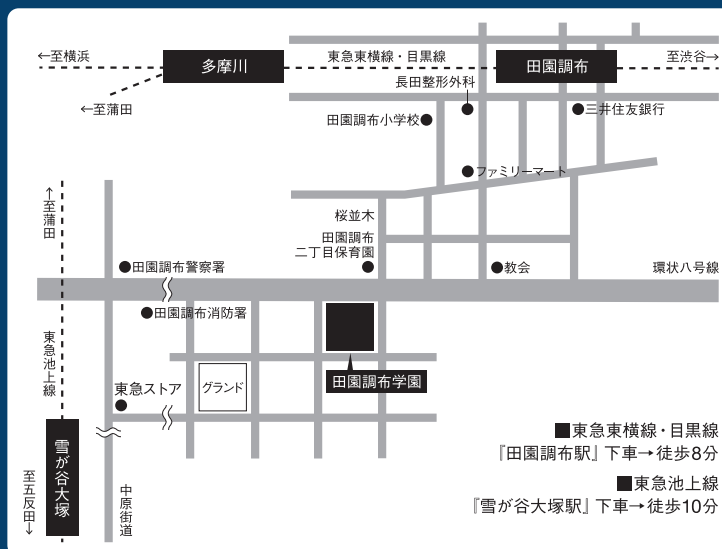 ←至横浜
多摩川
東急東横線・目黒線
田園調布
至渋谷→
長田整形外科
←至蒲田
田園調布小学校
三井住友銀行
ファミリーマート
←至蒲田
桜並木
田園調布
二丁目保育園
田園調布警察署
教会
環状八号線
田園調布消防署
東急池上線
東急ストア
グランド
田園調布学園
雪が谷大塚
至五反田→
中原街道
■東急東横線・目黒線
『田園調布駅』下車→徒歩8分
■東急池上線
『雪が谷大塚駅』下車→徒歩10分